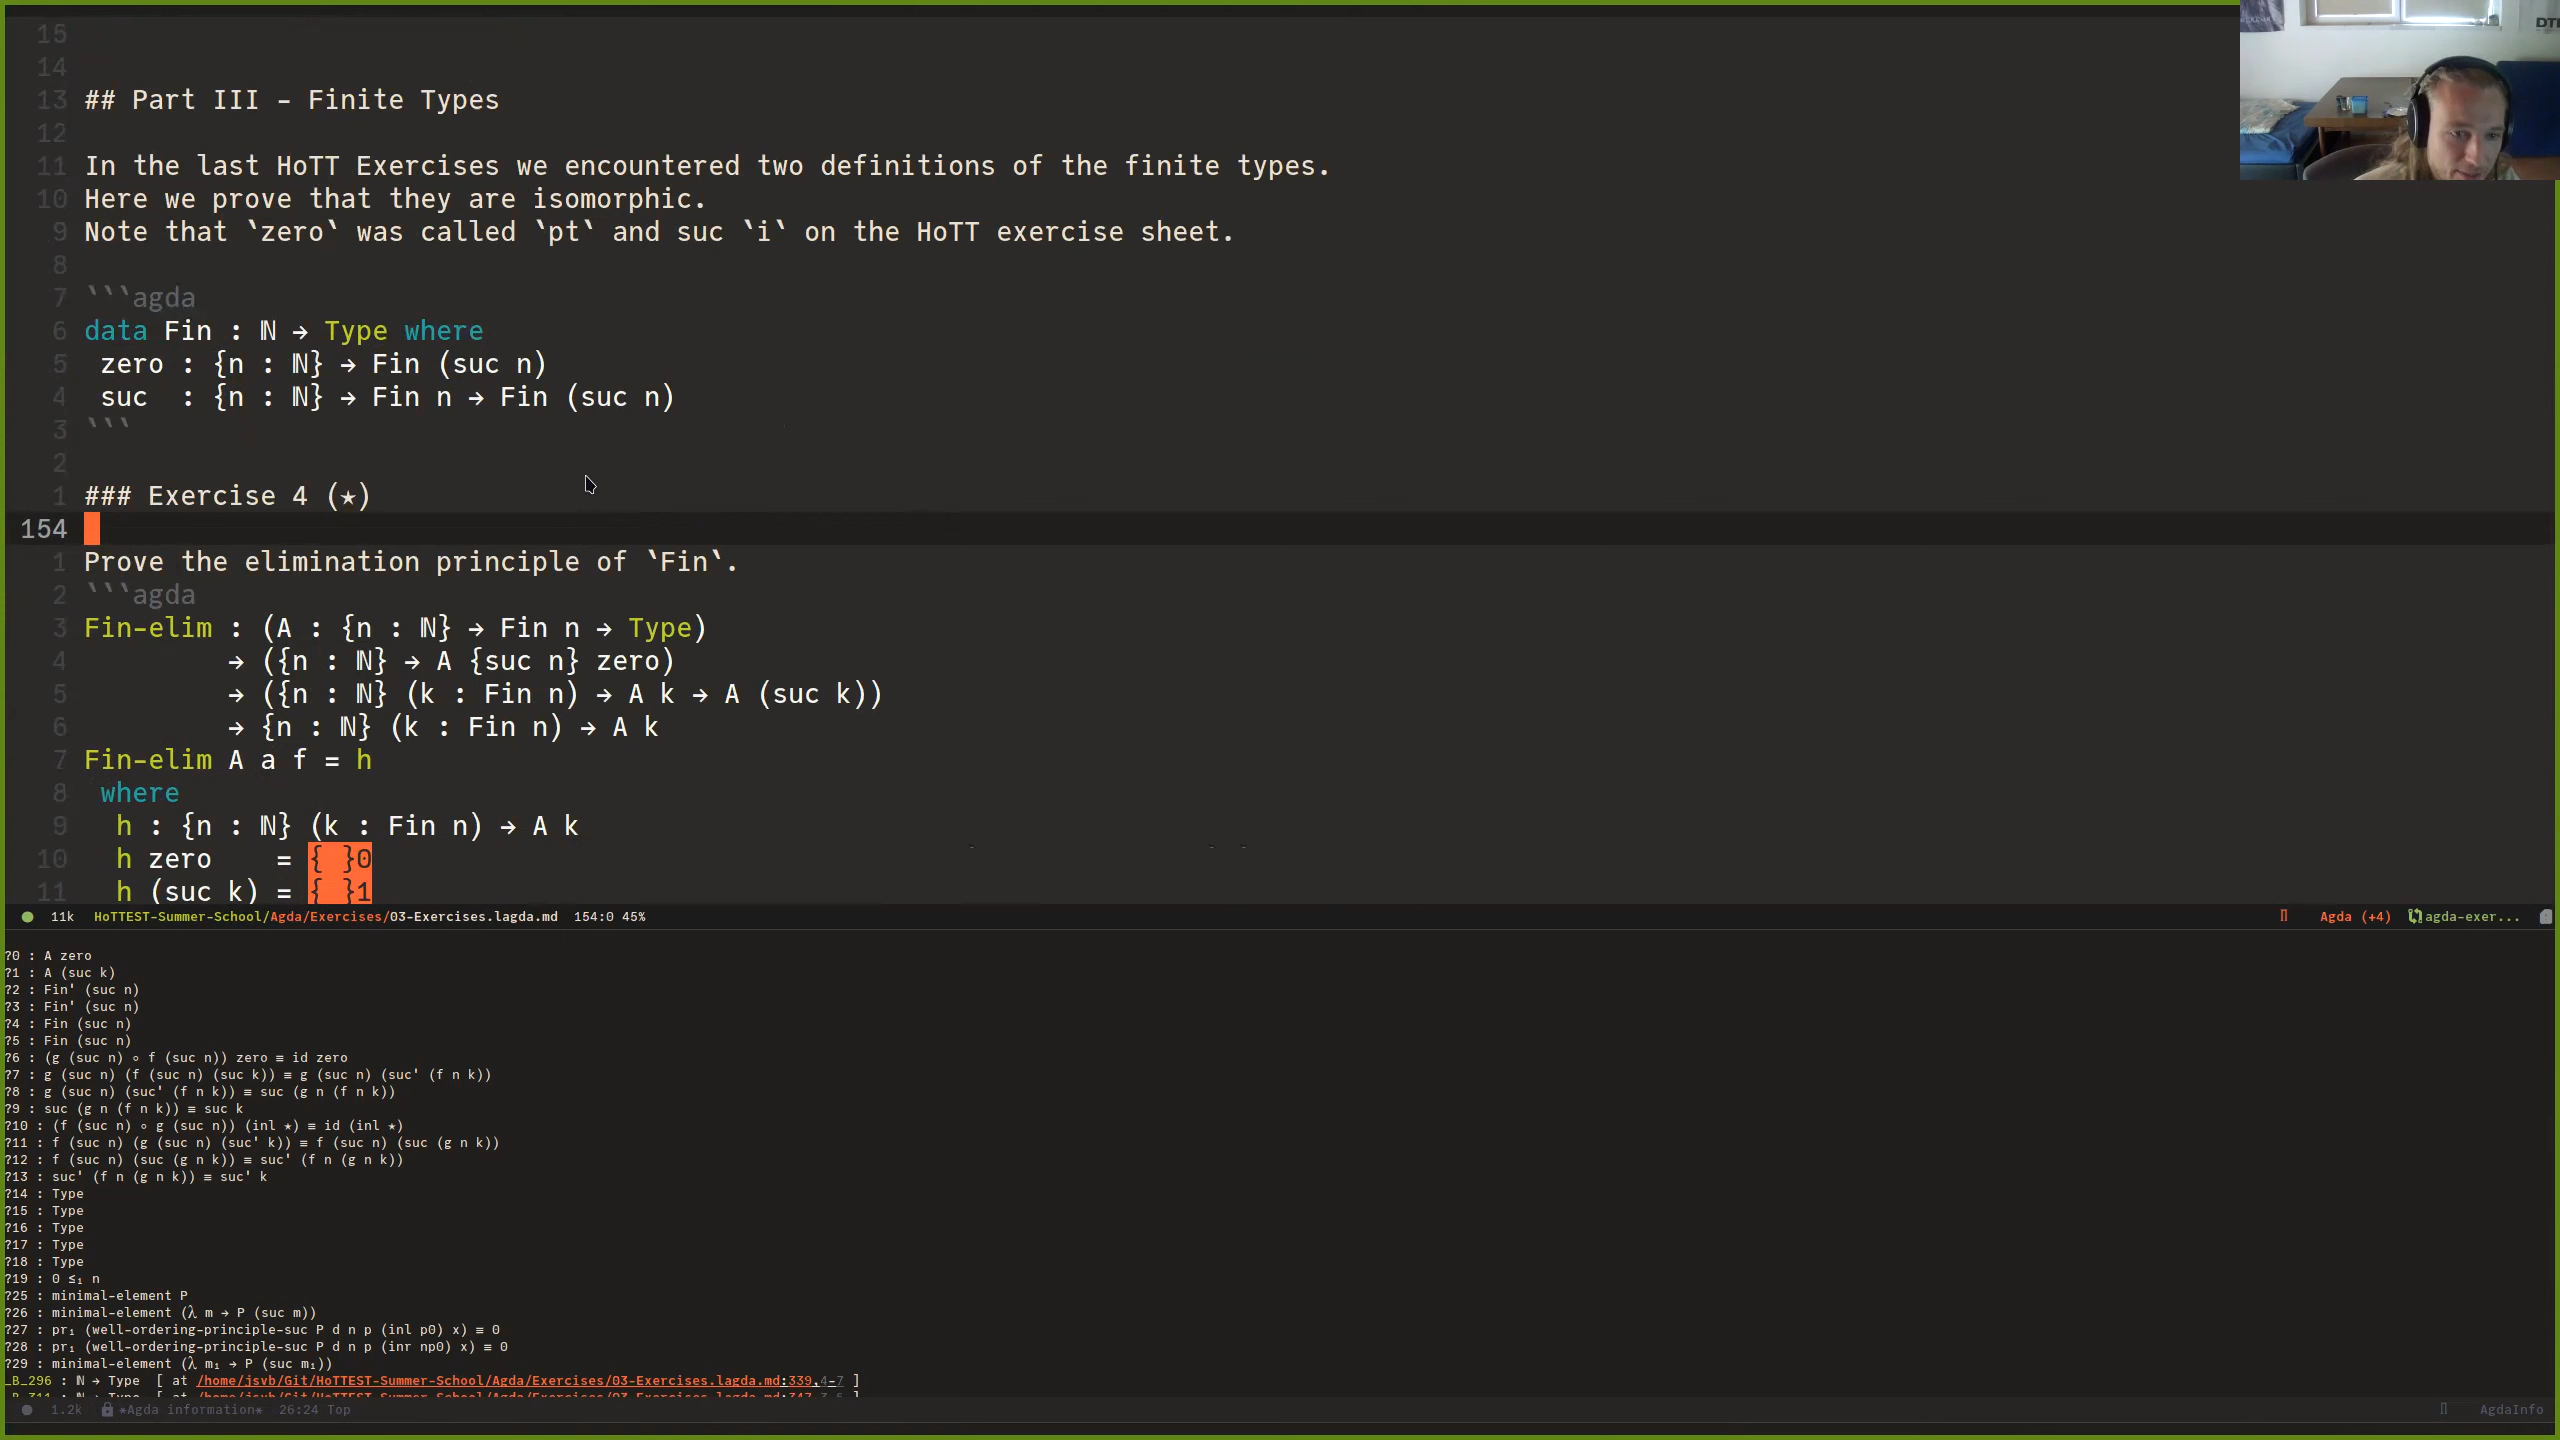 15
14
13 ## Part III - Finite Types
12
11 In the last HoTT Exercises we encountered two definitions of the finite types.
10 Here we prove that they are isomorphic.
9 Note that `zero` was called `pt` and suc `i` on the HoTT exercise sheet.
8
7 ```agda
6 data Fin : ℕ → Type where
5  zero : {n : ℕ} → Fin (suc n)
4  suc  : {n : ℕ} → Fin n → Fin (suc n)
3 ```
2
1 ### Exercise 4 (★)
154
1 Prove the elimination principle of `Fin`.
2 ```agda
3 Fin-elim : (A : {n : ℕ} → Fin n → Type)
4          → ({n : ℕ} → A {suc n} zero)
5          → ({n : ℕ} (k : Fin n) → A k → A (suc k))
6          → {n : ℕ} (k : Fin n) → A k
7 Fin-elim A a f = h
8  where
9   h : {n : ℕ} (k : Fin n) → A k
10   h zero    = { }0
11   h (suc k) = { }1
11k HoTTEST-Summer-School/Agda/Exercises/03-Exercises.lagda.md 154:0 45% Agda (+4) agda-exer...
?0 : A zero
?1 : A (suc k)
?2 : Fin' (suc n)
?3 : Fin' (suc n)
?4 : Fin (suc n)
?5 : Fin (suc n)
?6 : (g (suc n) ∘ f (suc n)) zero ≡ id zero
?7 : g (suc n) (f (suc n) (suc k)) ≡ g (suc n) (suc' (f n k))
?8 : g (suc n) (suc' (f n k)) ≡ suc (g n (f n k))
?9 : suc (g n (f n k)) ≡ suc k
?10 : (f (suc n) ∘ g (suc n)) (inl ⋆) ≡ id (inl ⋆)
?11 : f (suc n) (g (suc n) (suc' k)) ≡ f (suc n) (suc (g n k))
?12 : f (suc n) (suc (g n k)) ≡ suc' (f n (g n k))
?13 : suc' (f n (g n k)) ≡ suc' k
?14 : Type
?15 : Type
?16 : Type
?17 : Type
?18 : Type
?19 : 0 ≤₁ n
?25 : minimal-element P
?26 : minimal-element (λ m → P (suc m))
?27 : pr₁ (well-ordering-principle-suc P d n p (inl p0) x) ≡ 0
?28 : pr₁ (well-ordering-principle-suc P d n p (inr np0) x) ≡ 0
?29 : minimal-element (λ m₁ → P (suc m₁))
_B_296 : ℕ → Type [ at /home/jsvb/Git/HoTTEST-Summer-School/Agda/Exercises/03-Exercises.lagda.md:339,4-7 ]
1.2k *Agda information* 26:24 Top AgdaInfo